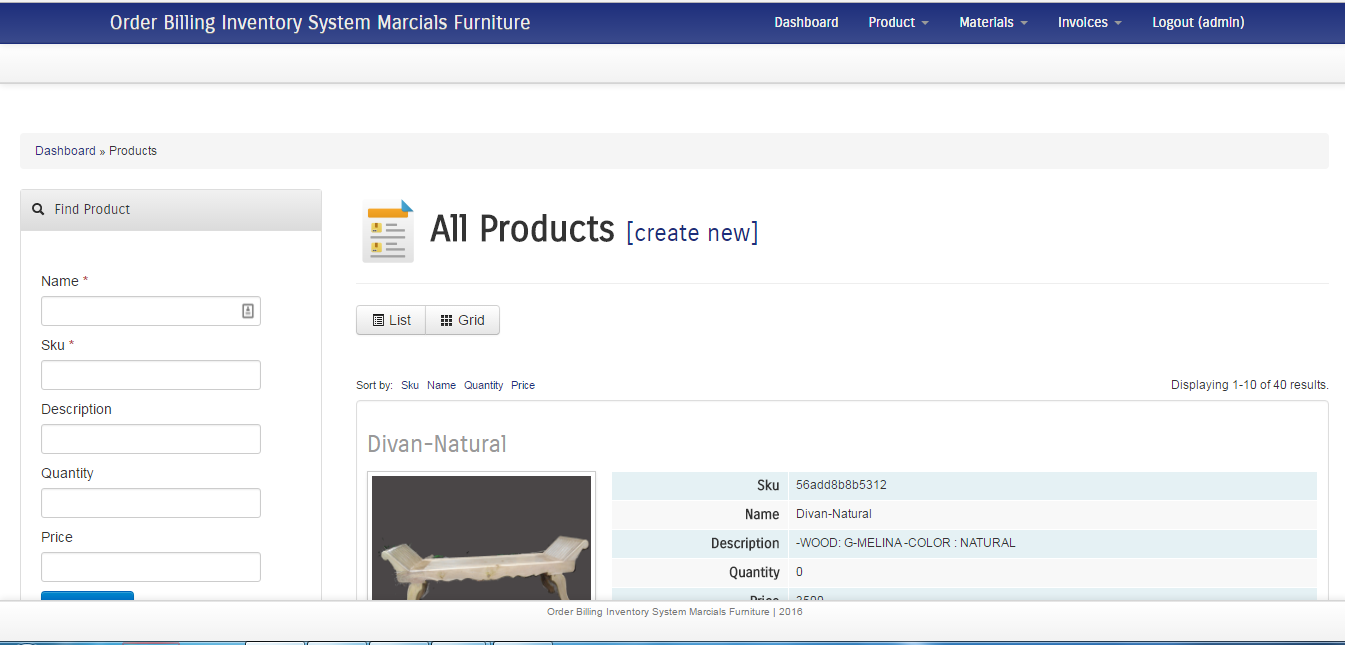 Order Billing Inventory System Marcials Furniture
Dashboard Product Materials Invoices Logout (admin)
Dashboard » Products
Find Product
Name *
Sku *
Description
Quantity
Price
All Products [create new]
List Grid
Sort by: Sku Name Quantity Price
Displaying 1-10 of 40 results.
Divan-Natural
Sku 56add8b8b5312
Name Divan-Natural
Description -WOOD: G-MELINA -COLOR : NATURAL
Quantity 0
Price 3500
Order Billing Inventory System Marcials Furniture | 2016